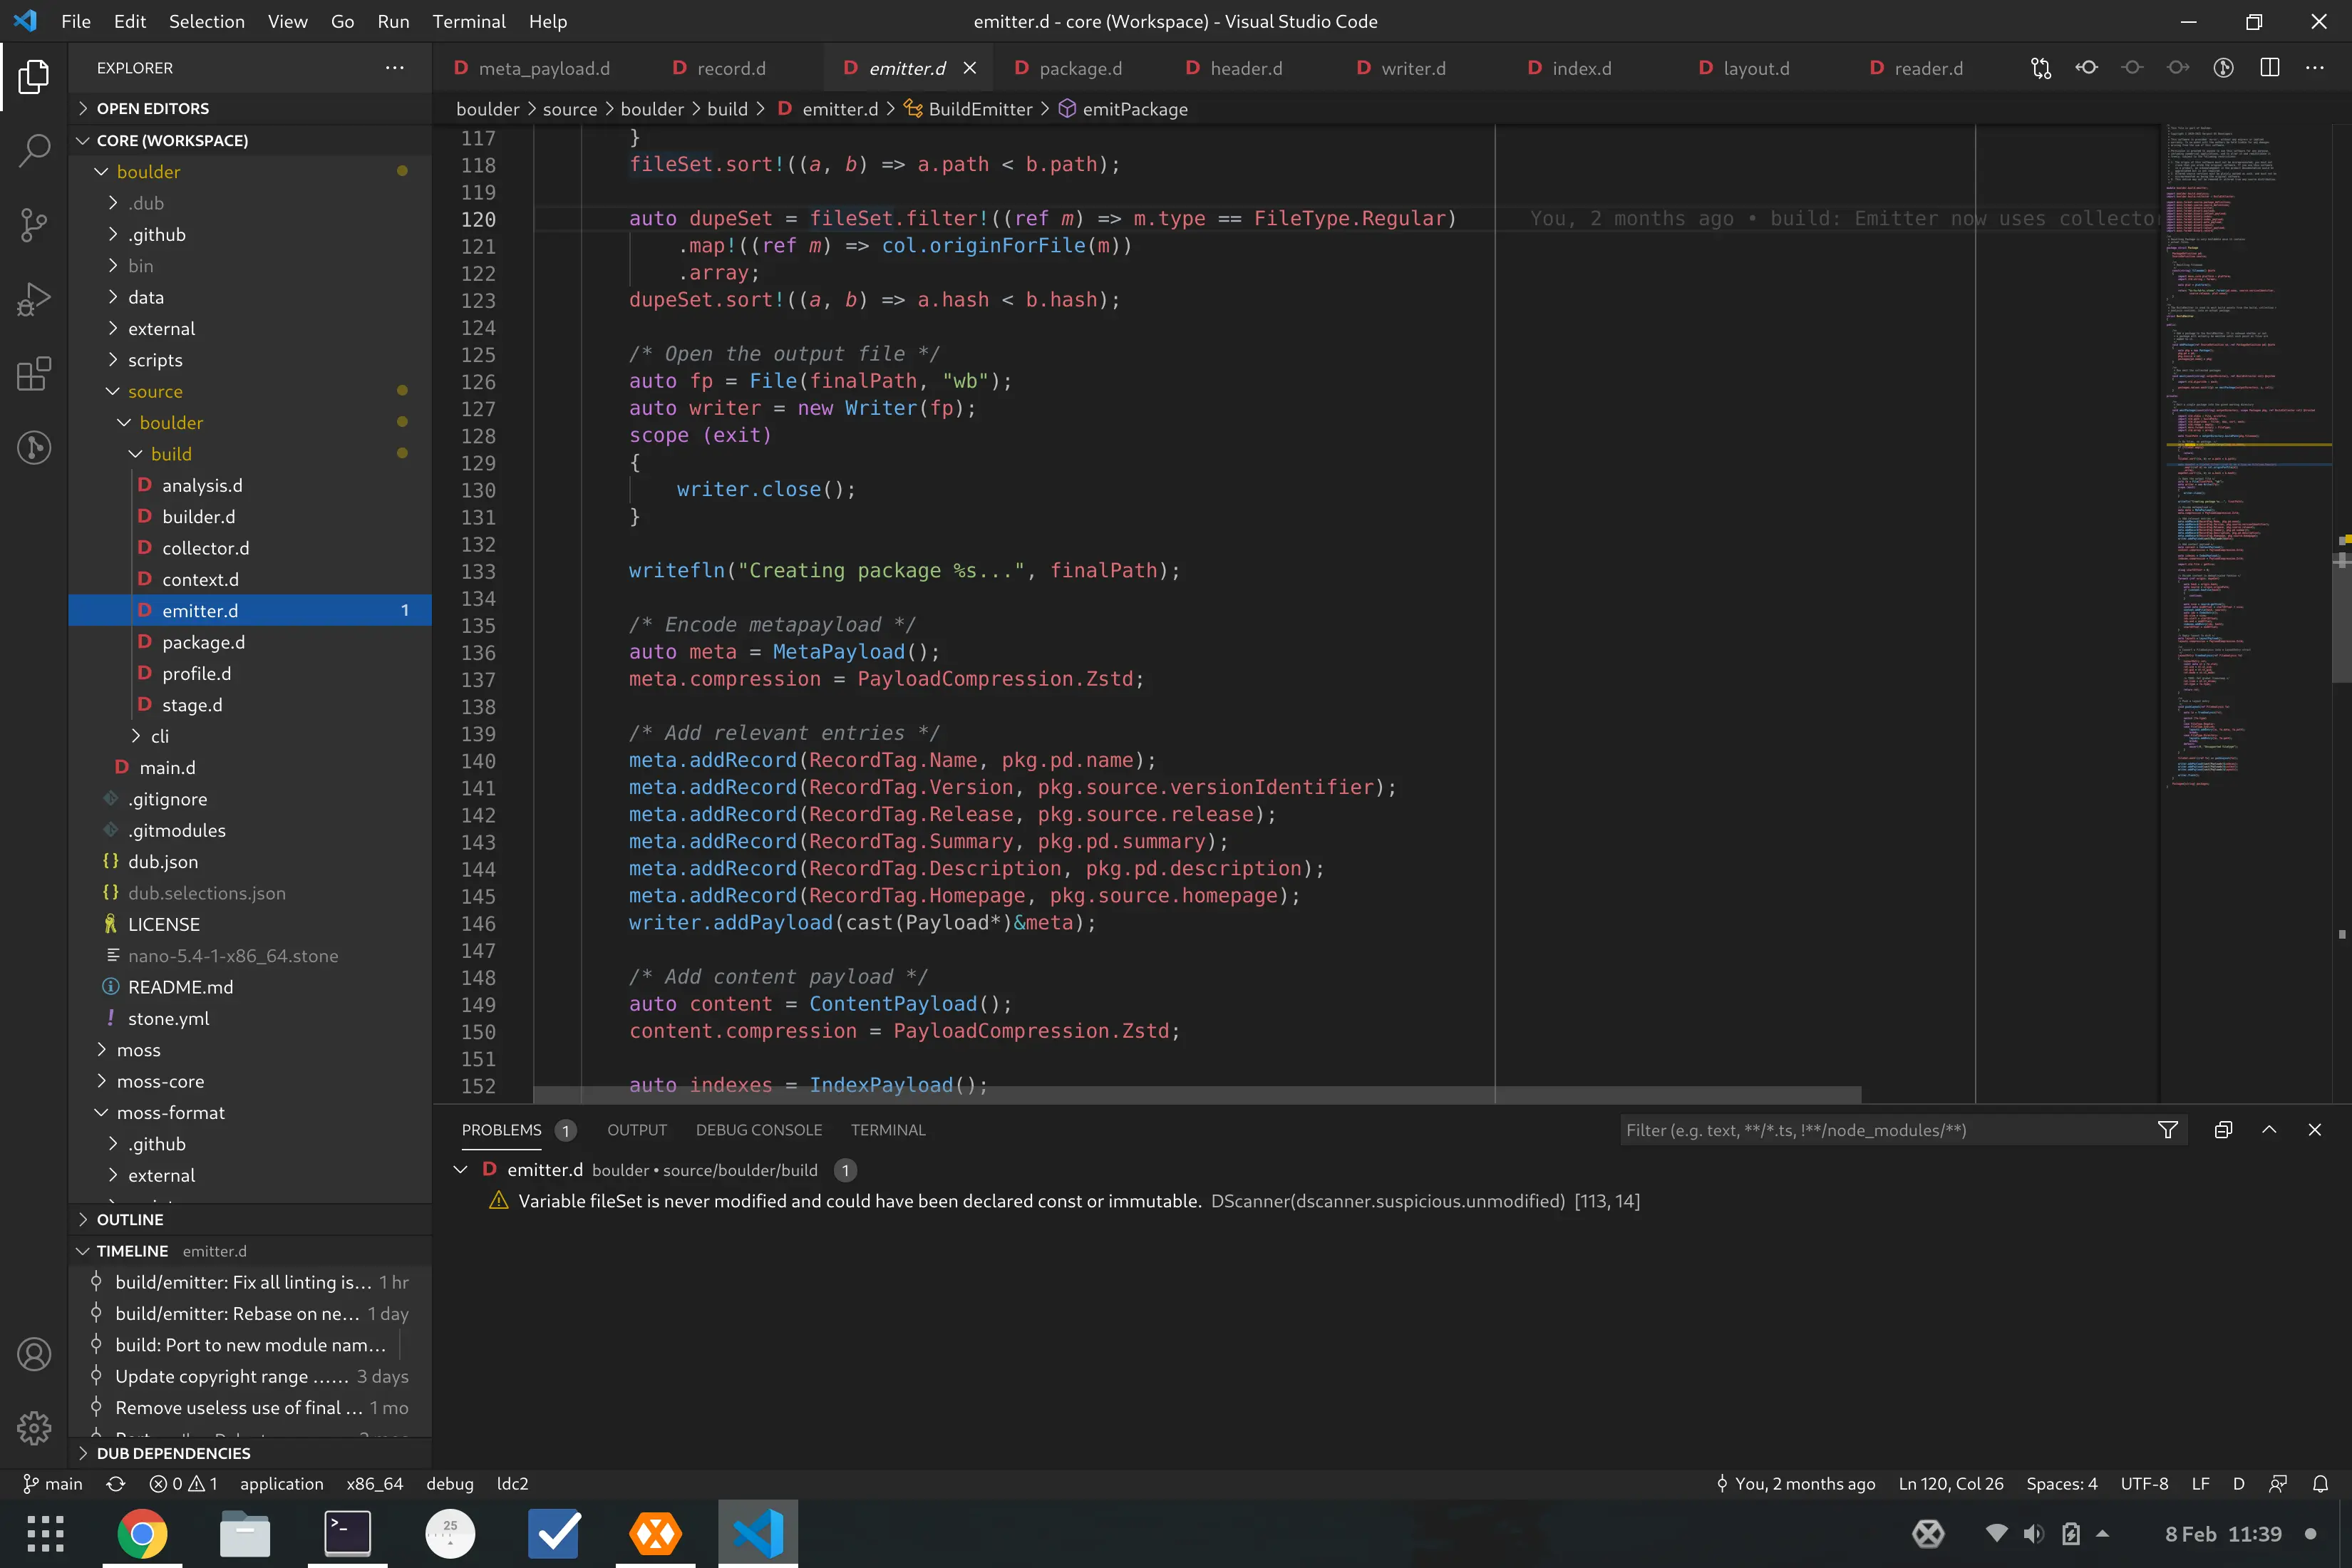 File Edit Selection View Go Run Terminal Help
emitter.d - core (Workspace) - Visual Studio Code
EXPLORER
OPEN EDITORS
CORE (WORKSPACE)
boulder
.dub
.github
bin
data
external
scripts
source
boulder
build
analysis.d
builder.d
collector.d
context.d
emitter.d 1
package.d
profile.d
stage.d
cli
main.d
.gitignore
.gitmodules
dub.json
dub.selections.json
LICENSE
nano-5.4-1-x86_64.stone
README.md
stone.yml
moss
moss-core
moss-format
.github
external
OUTLINE
TIMELINE emitter.d
build/emitter: Fix all linting is... 1 hr
build/emitter: Rebase on ne... 1 day
build: Port to new module nam...
Update copyright range ...... 3 days
Remove useless use of final ... 1 mo
DUB DEPENDENCIES
D meta_payload.d D record.d D emitter.d D package.d D header.d D writer.d D index.d D layout.d D reader.d
boulder > source > boulder > build > D emitter.d > BuildEmitter > emitPackage
117 }
118 fileSet.sort!((a, b) => a.path < b.path);
119
120 auto dupeSet = fileSet.filter!((ref m) => m.type == FileType.Regular) You, 2 months ago • build: Emitter now uses collecto
121 .map!((ref m) => col.originForFile(m))
122 .array;
123 dupeSet.sort!((a, b) => a.hash < b.hash);
124
125 /* Open the output file */
126 auto fp = File(finalPath, "wb");
127 auto writer = new Writer(fp);
128 scope (exit)
129 {
130 writer.close();
131 }
132
133 writefln("Creating package %s...", finalPath);
134
135 /* Encode metapayload */
136 auto meta = MetaPayload();
137 meta.compression = PayloadCompression.Zstd;
138
139 /* Add relevant entries */
140 meta.addRecord(RecordTag.Name, pkg.pd.name);
141 meta.addRecord(RecordTag.Version, pkg.source.versionIdentifier);
142 meta.addRecord(RecordTag.Release, pkg.source.release);
143 meta.addRecord(RecordTag.Summary, pkg.pd.summary);
144 meta.addRecord(RecordTag.Description, pkg.pd.description);
145 meta.addRecord(RecordTag.Homepage, pkg.source.homepage);
146 writer.addPayload(cast(Payload*)&meta);
147
148 /* Add content payload */
149 auto content = ContentPayload();
150 content.compression = PayloadCompression.Zstd;
151
152 auto indexes = IndexPayload();
PROBLEMS 1 OUTPUT DEBUG CONSOLE TERMINAL Filter (e.g. text, **/*.ts, !**/node_modules/**)
D emitter.d boulder • source/boulder/build 1
Variable fileSet is never modified and could have been declared const or immutable. DScanner(dscanner.suspicious.unmodified) [113, 14]
main 0 1 application x86_64 debug ldc2 You, 2 months ago Ln 120, Col 26 Spaces: 4 UTF-8 LF D
25
8 Feb 11:39